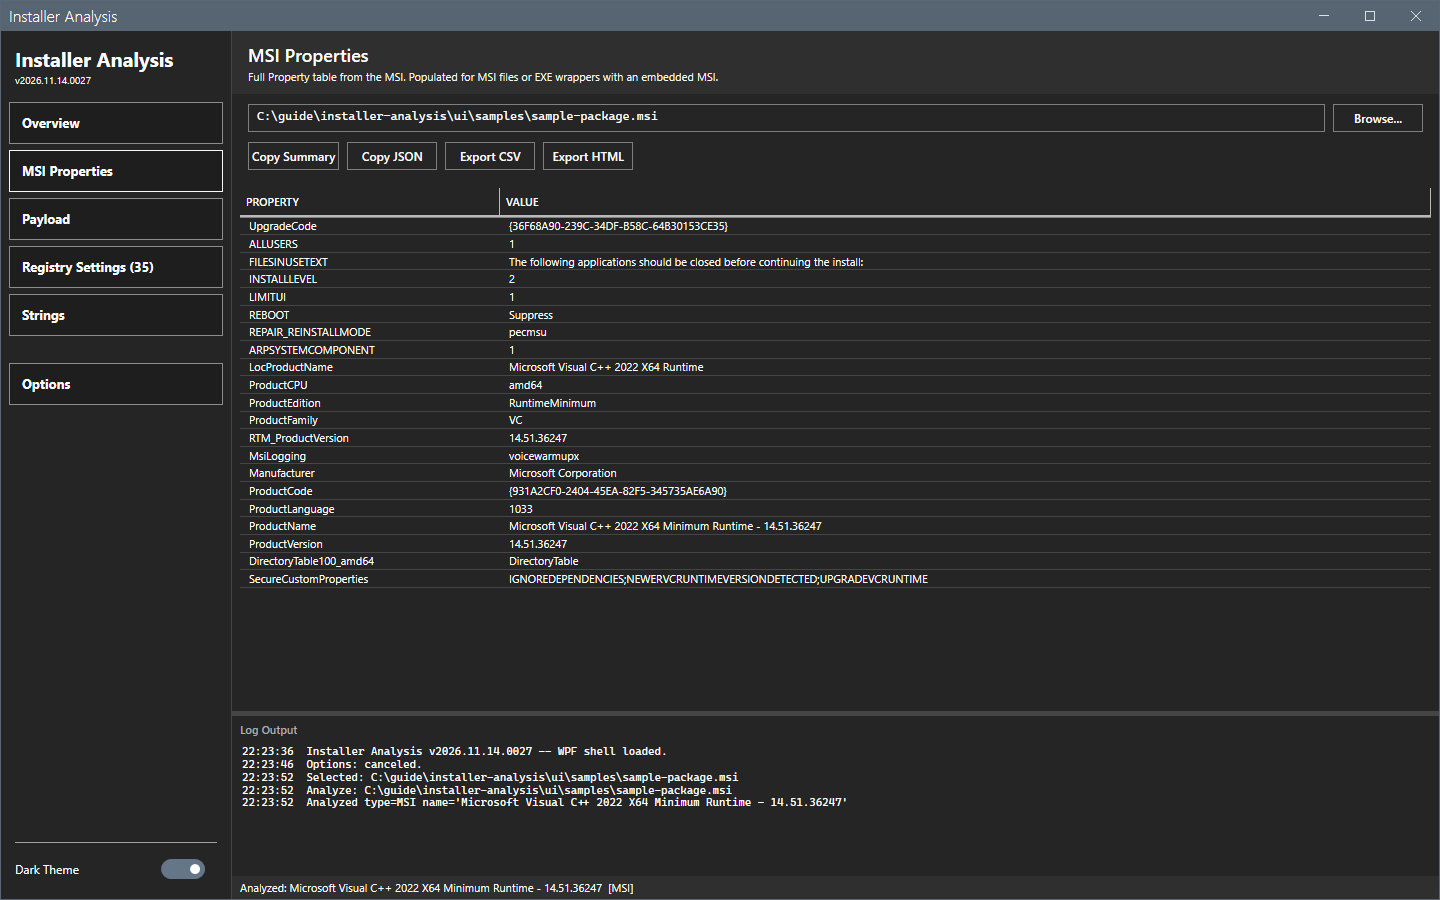 Installer Analysis
Installer Analysis
v2026.11.14.0027
Overview
MSI Properties
Payload
Registry Settings (35)
Strings
Options
Dark Theme
MSI Properties
Full Property table from the MSI. Populated for MSI files or EXE wrappers with an embedded MSI.
C:\guide\installer-analysis\ui\samples\sample-package.msi
Browse...
Copy Summary Copy JSON Export CSV Export HTML
PROPERTY VALUE
UpgradeCode {36F68A90-239C-34DF-B58C-64B30153CE35}
ALLUSERS 1
FILESINUSETEXT The following applications should be closed before continuing the install:
INSTALLLEVEL 2
LIMITUI 1
REBOOT Suppress
REPAIR_REINSTALLMODE pecmsu
ARPSYSTEMCOMPONENT 1
LocProductName Microsoft Visual C++ 2022 X64 Runtime
ProductCPU amd64
ProductEdition RuntimeMinimum
ProductFamily VC
RTM_ProductVersion 14.51.36247
MsiLogging voicewarmupx
Manufacturer Microsoft Corporation
ProductCode {931A2CF0-2404-45EA-82F5-345735AE6A90}
ProductLanguage 1033
ProductName Microsoft Visual C++ 2022 X64 Minimum Runtime - 14.51.36247
ProductVersion 14.51.36247
DirectoryTable100_amd64 DirectoryTable
SecureCustomProperties IGNOREDEPENDENCIES;NEWERVCRUNTIMEVERSIONDETECTED;UPGRADEVCRUNTIME
Log Output
22:23:36 Installer Analysis v2026.11.14.0027 -- WPF shell loaded.
22:23:46 Options: canceled.
22:23:52 Selected: C:\guide\installer-analysis\ui\samples\sample-package.msi
22:23:52 Analyze: C:\guide\installer-analysis\ui\samples\sample-package.msi
22:23:52 Analyzed type=MSI name='Microsoft Visual C++ 2022 X64 Minimum Runtime - 14.51.36247'
Analyzed: Microsoft Visual C++ 2022 X64 Minimum Runtime - 14.51.36247 [MSI]